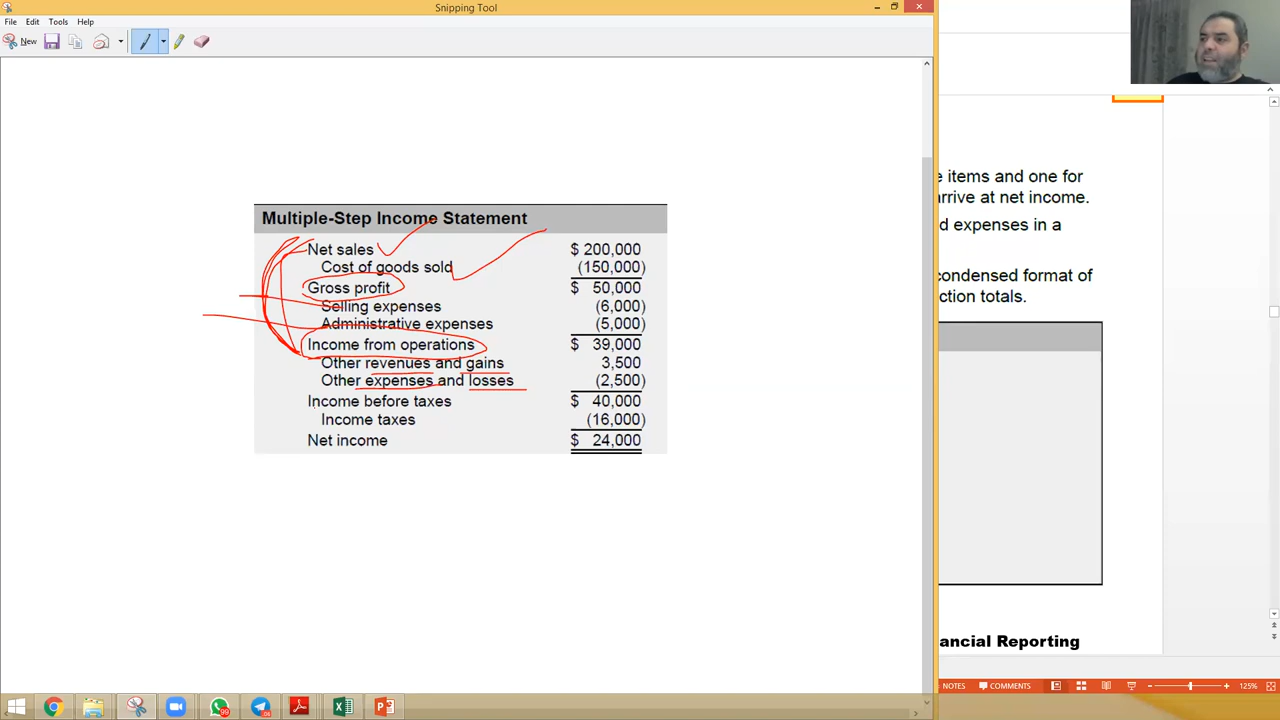 Snipping Tool
File Edit Tools Help
New
Multiple-Step Income Statement
Net sales $ 200,000
Cost of goods sold (150,000)
Gross profit $ 50,000
Selling expenses (6,000)
Administrative expenses (5,000)
Income from operations $ 39,000
Other revenues and gains 3,500
Other expenses and losses (2,500)
Income before taxes $ 40,000
Income taxes (16,000)
Net income $ 24,000
e items and one for
rrive at net income.
d expenses in a
condensed format of
ction totals.
ancial Reporting
NOTES COMMENTS 125%
99